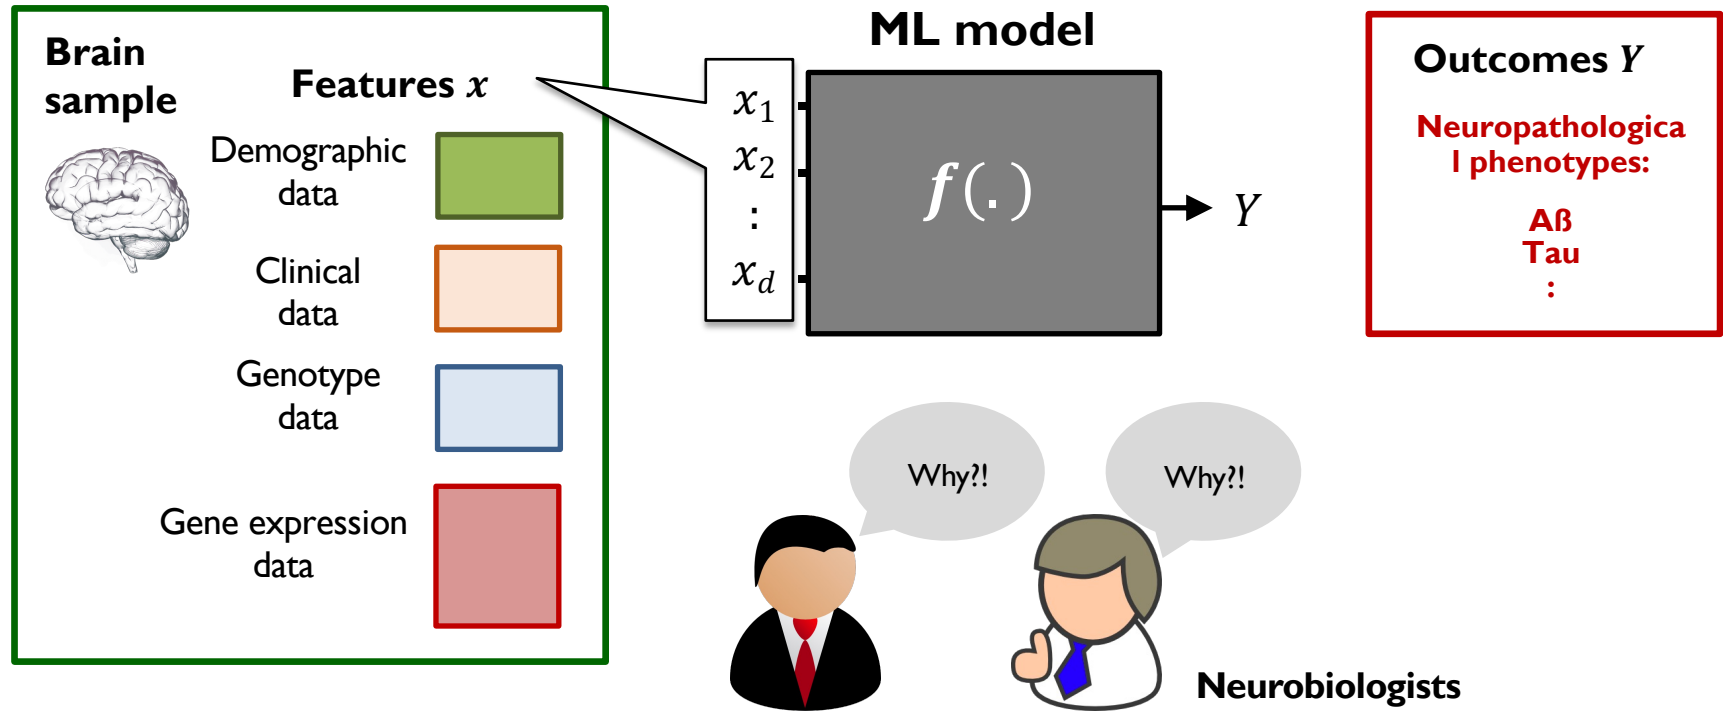 Brain
sample
Features x
Demographic
data
Clinical
data
Genotype
data
Gene expression
data
ML model
x₁
x₂
:
x_d
f(.)
Y
Outcomes Y
Neuropathologica
l phenotypes:
Aß
Tau
:
Why?!
Why?!
Neurobiologists